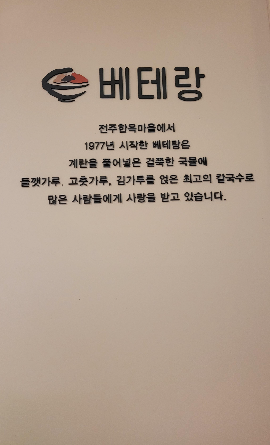 베테랑
전주한옥마을에서
1977년 시작한 베테랑은
계란을 풀어넣은 걸쭉한 국물에
들깻가루, 고춧가루, 김가루를 얹은 최고의 칼국수로
많은 사람들에게 사랑을 받고 있습니다.